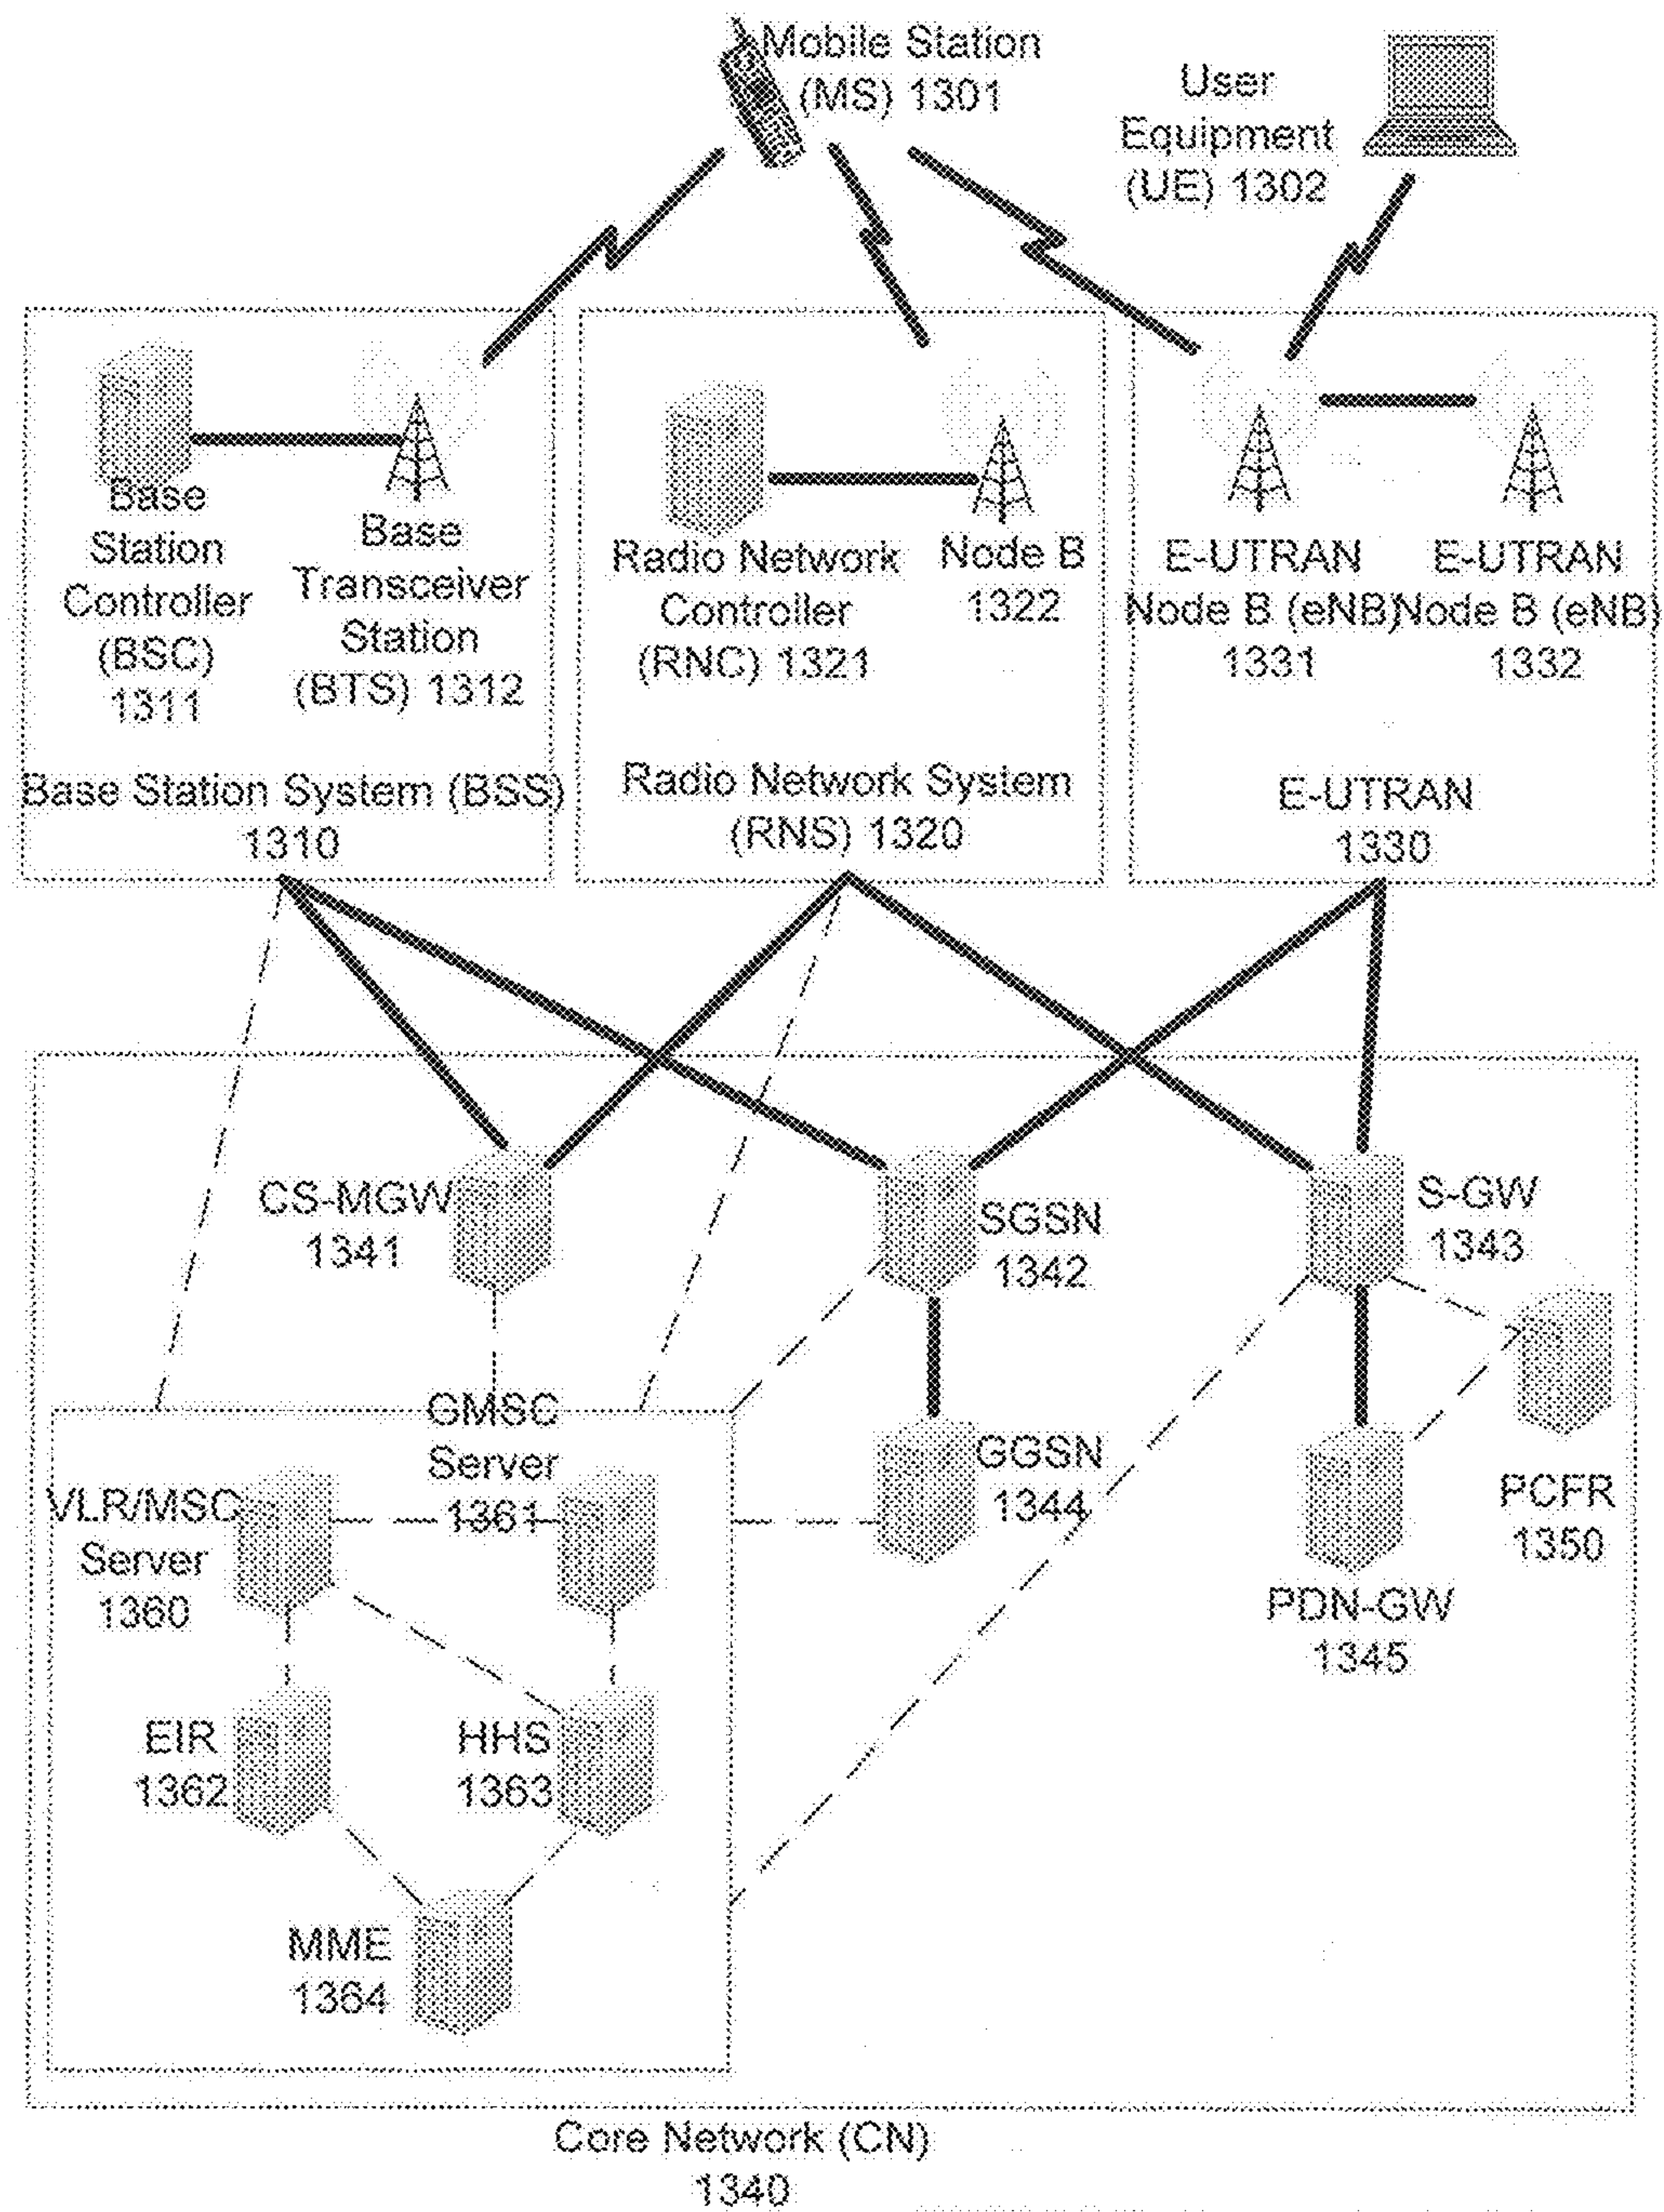 Mobile Station
(MS) 1301
User
Equipment
(UE) 1302
Base
Station
Controller
(BSC)
1311
Base
Transceiver
Station
(BTS) 1312
Base Station System (BSS)
1310
Radio Network
Controller
(RNC) 1321
Node B
1322
Radio Network System
(RNS) 1320
E-UTRAN
Node B (eNB)
1331
E-UTRAN
Node B (eNB)
1332
E-UTRAN
1330
CS-MGW
1341
SGSN
1342
S-GW
1343
GMSC
Server
1361
VLR/MSC
Server
1360
GGSN
1344
PCFR
1350
PDN-GW
1345
EIR
1362
HHS
1363
MME
1364
Core Network (CN)
1340